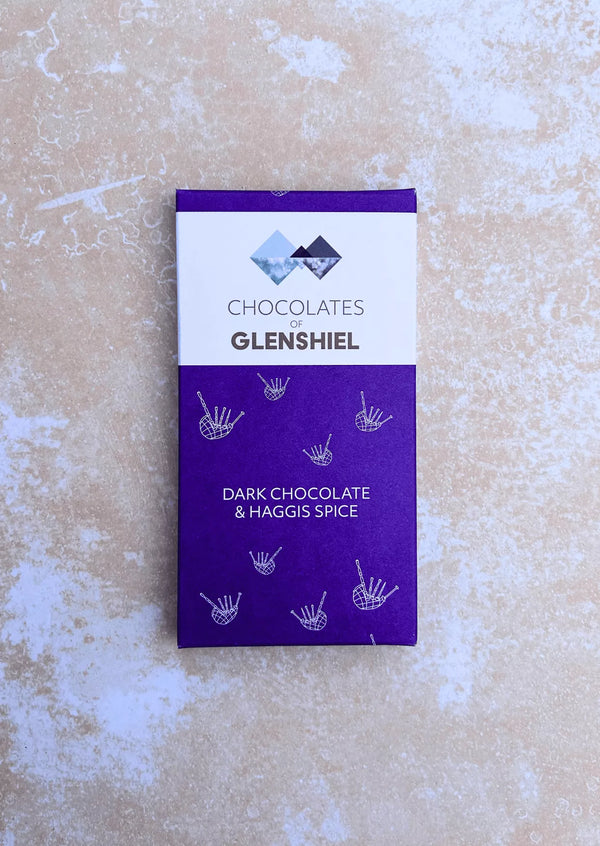 CHOCOLATES
OF
GLENSHIEL
DARK CHOCOLATE
& HAGGIS SPICE